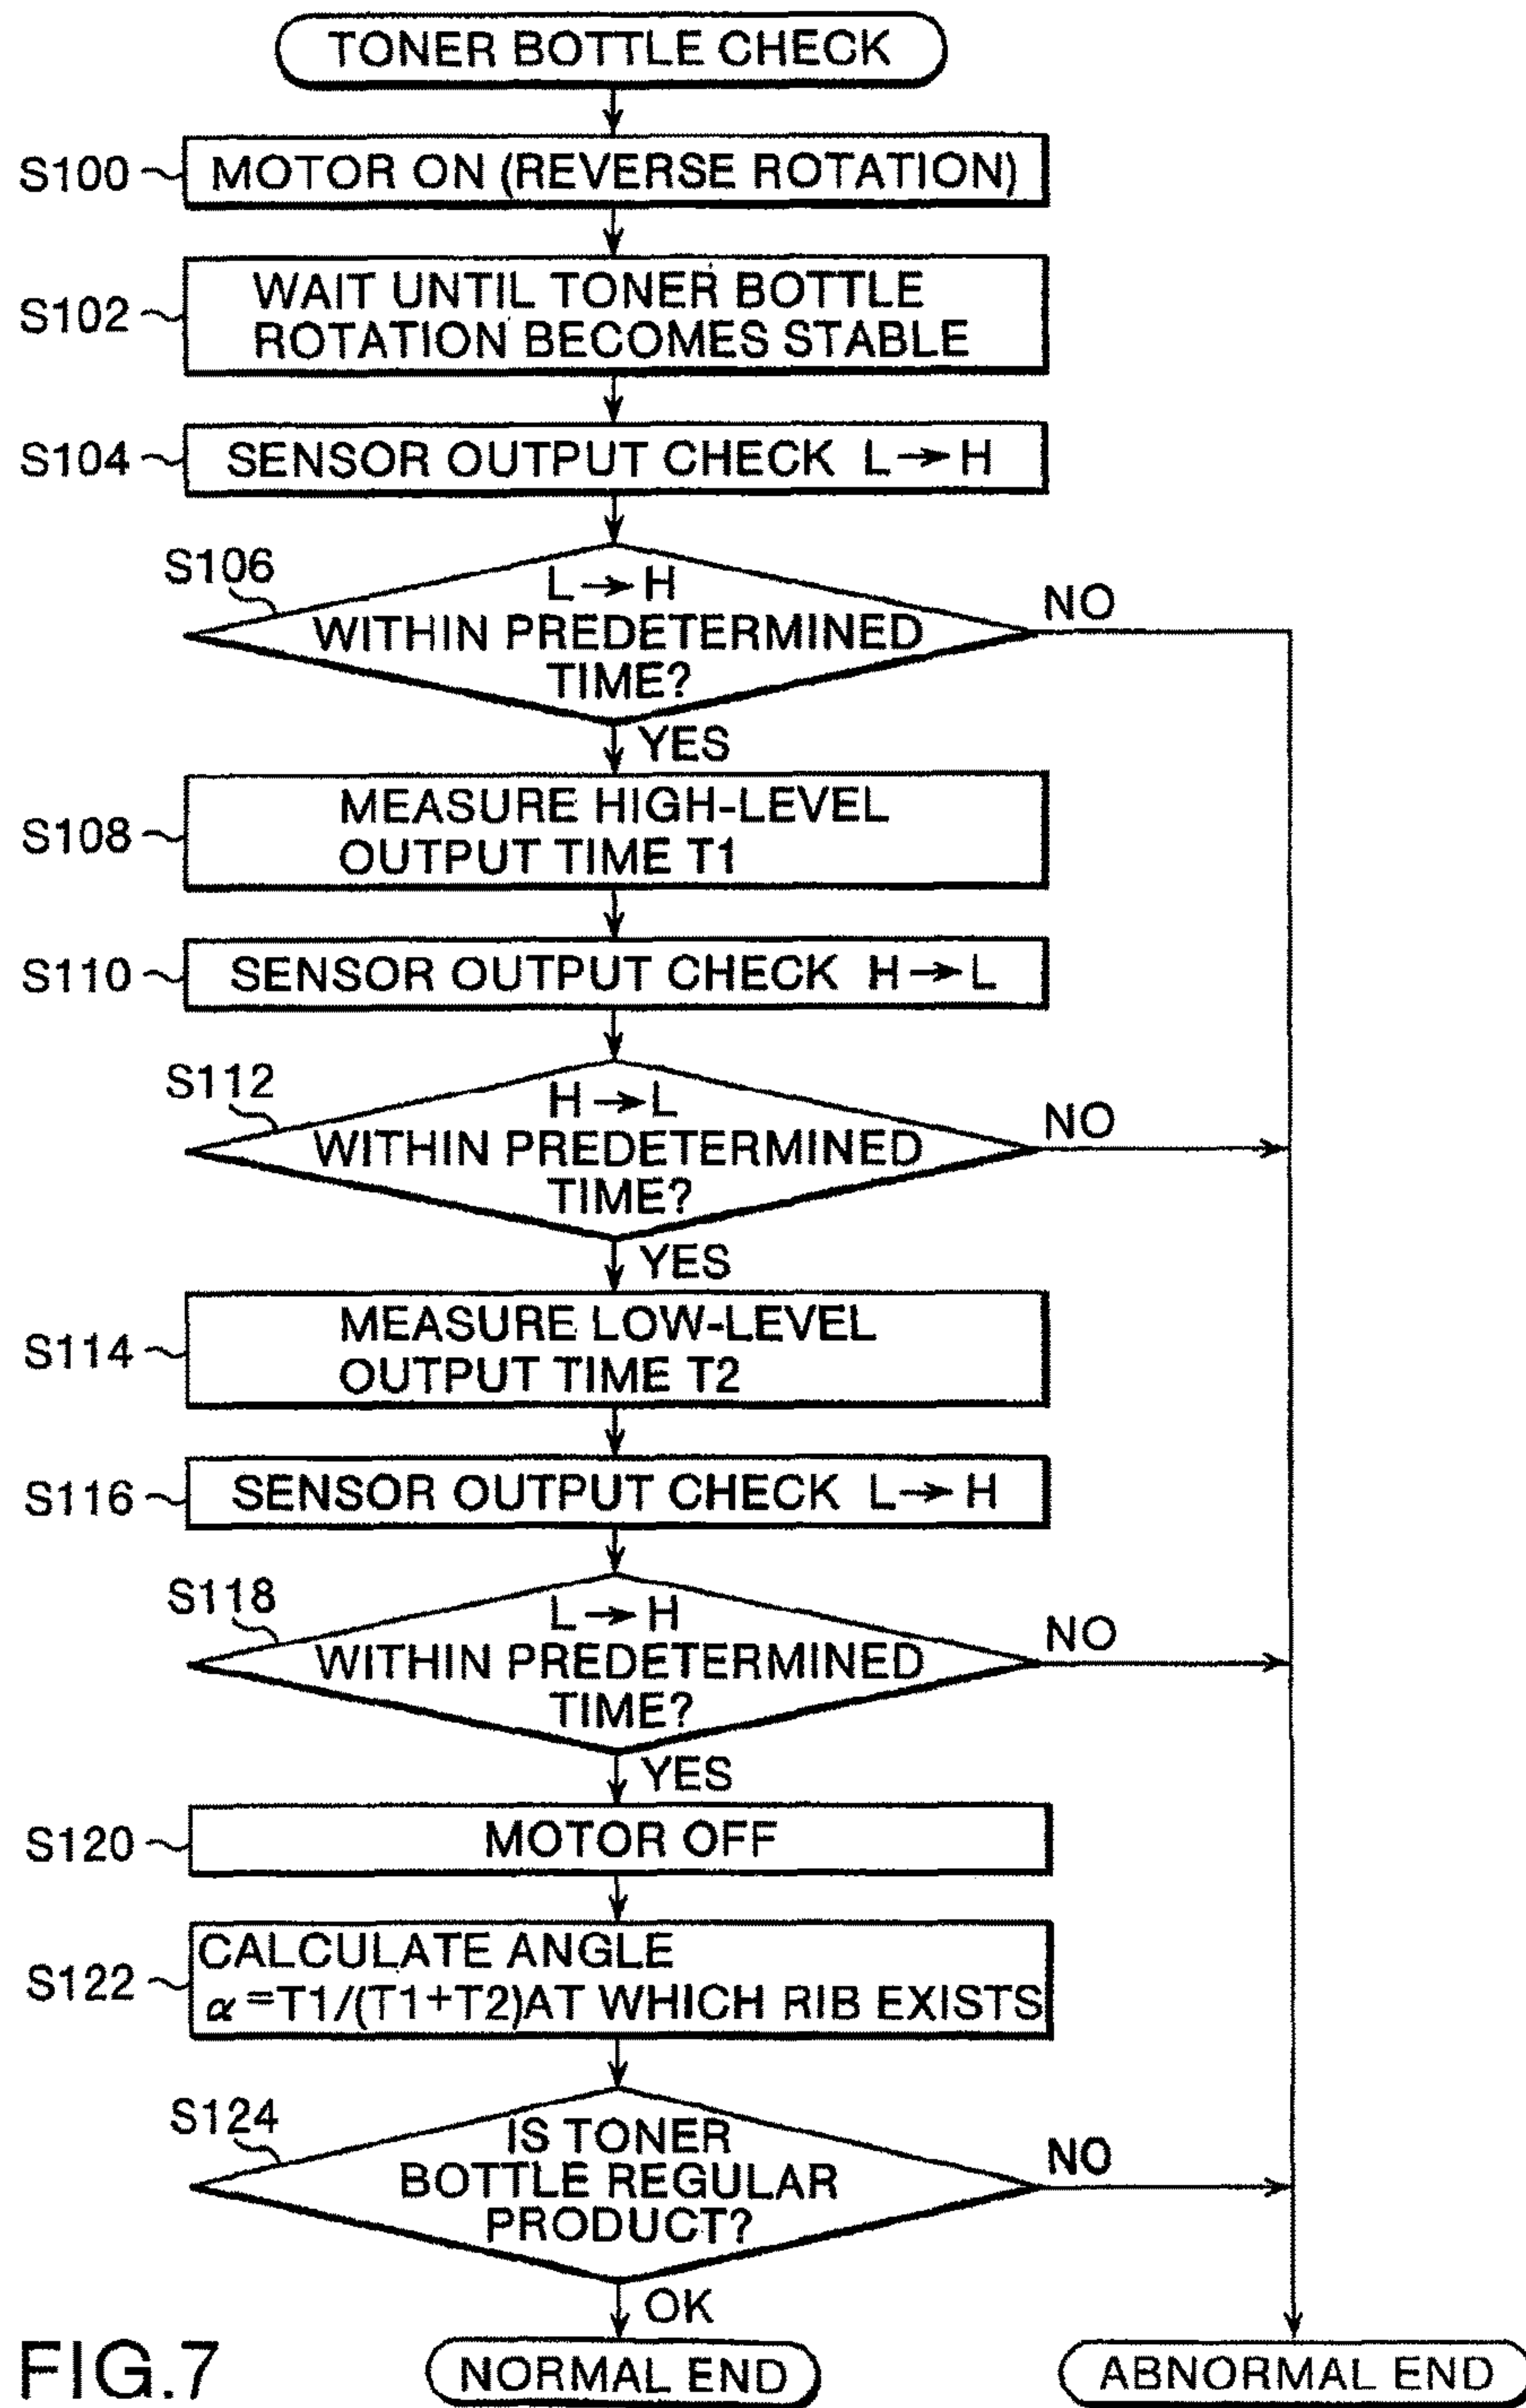 TONER BOTTLE CHECK
S100
MOTOR ON (REVERSE ROTATION)
S102
WAIT UNTIL TONER BOTTLE
ROTATION BECOMES STABLE
S104
SENSOR OUTPUT CHECK L→H
S106
L→H
WITHIN PREDETERMINED
TIME?
NO
YES
S108
MEASURE HIGH-LEVEL
OUTPUT TIME T1
S110
SENSOR OUTPUT CHECK H→L
S112
H→L
WITHIN PREDETERMINED
TIME?
NO
YES
S114
MEASURE LOW-LEVEL
OUTPUT TIME T2
S116
SENSOR OUTPUT CHECK L→H
S118
L→H
WITHIN PREDETERMINED
TIME?
NO
YES
S120
MOTOR OFF
S122
CALCULATE ANGLE
α=T1/(T1+T2)AT WHICH RIB EXISTS
S124
IS TONER
BOTTLE REGULAR
PRODUCT?
NO
OK
FIG.7
NORMAL END
ABNORMAL END